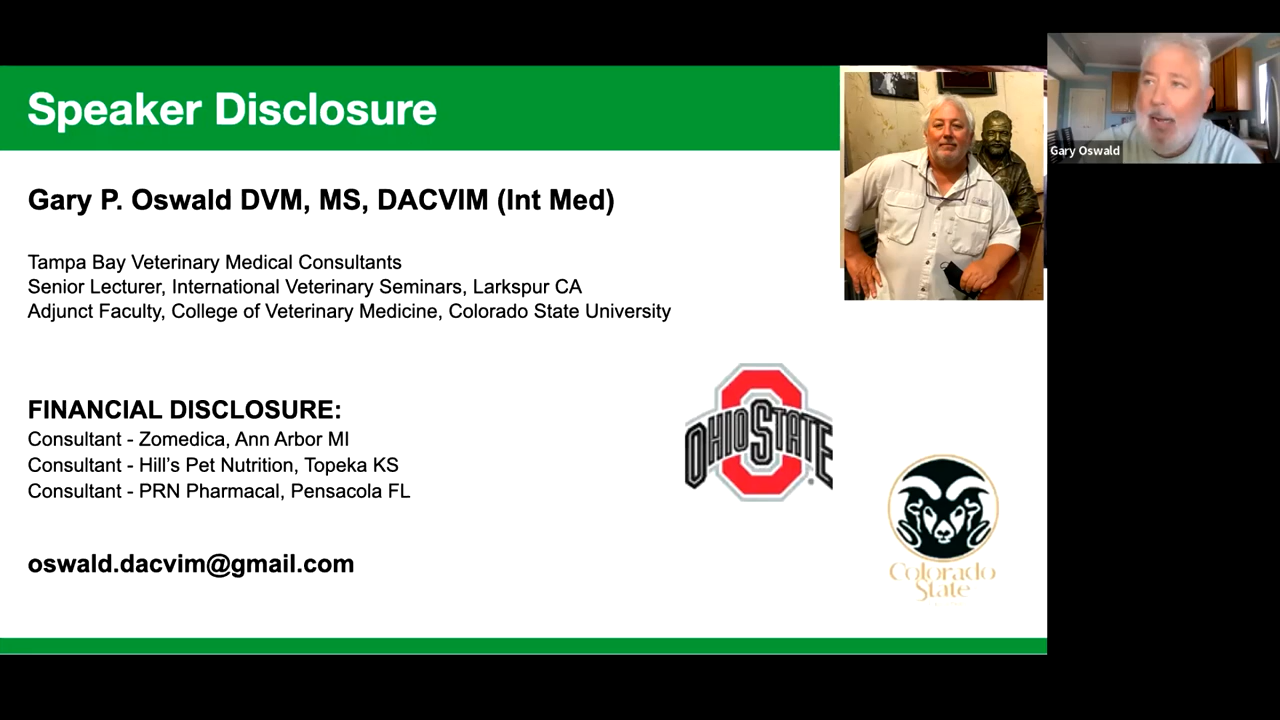 Speaker Disclosure
Gary Oswald
Gary P. Oswald DVM, MS, DACVIM (Int Med)
Tampa Bay Veterinary Medical Consultants
Senior Lecturer, International Veterinary Seminars, Larkspur CA
Adjunct Faculty, College of Veterinary Medicine, Colorado State University
FINANCIAL DISCLOSURE:
Consultant - Zomedica, Ann Arbor MI
Consultant - Hill's Pet Nutrition, Topeka KS
Consultant - PRN Pharmacal, Pensacola FL
OHIO STATE
oswald.dacvim@gmail.com
Colorado
State